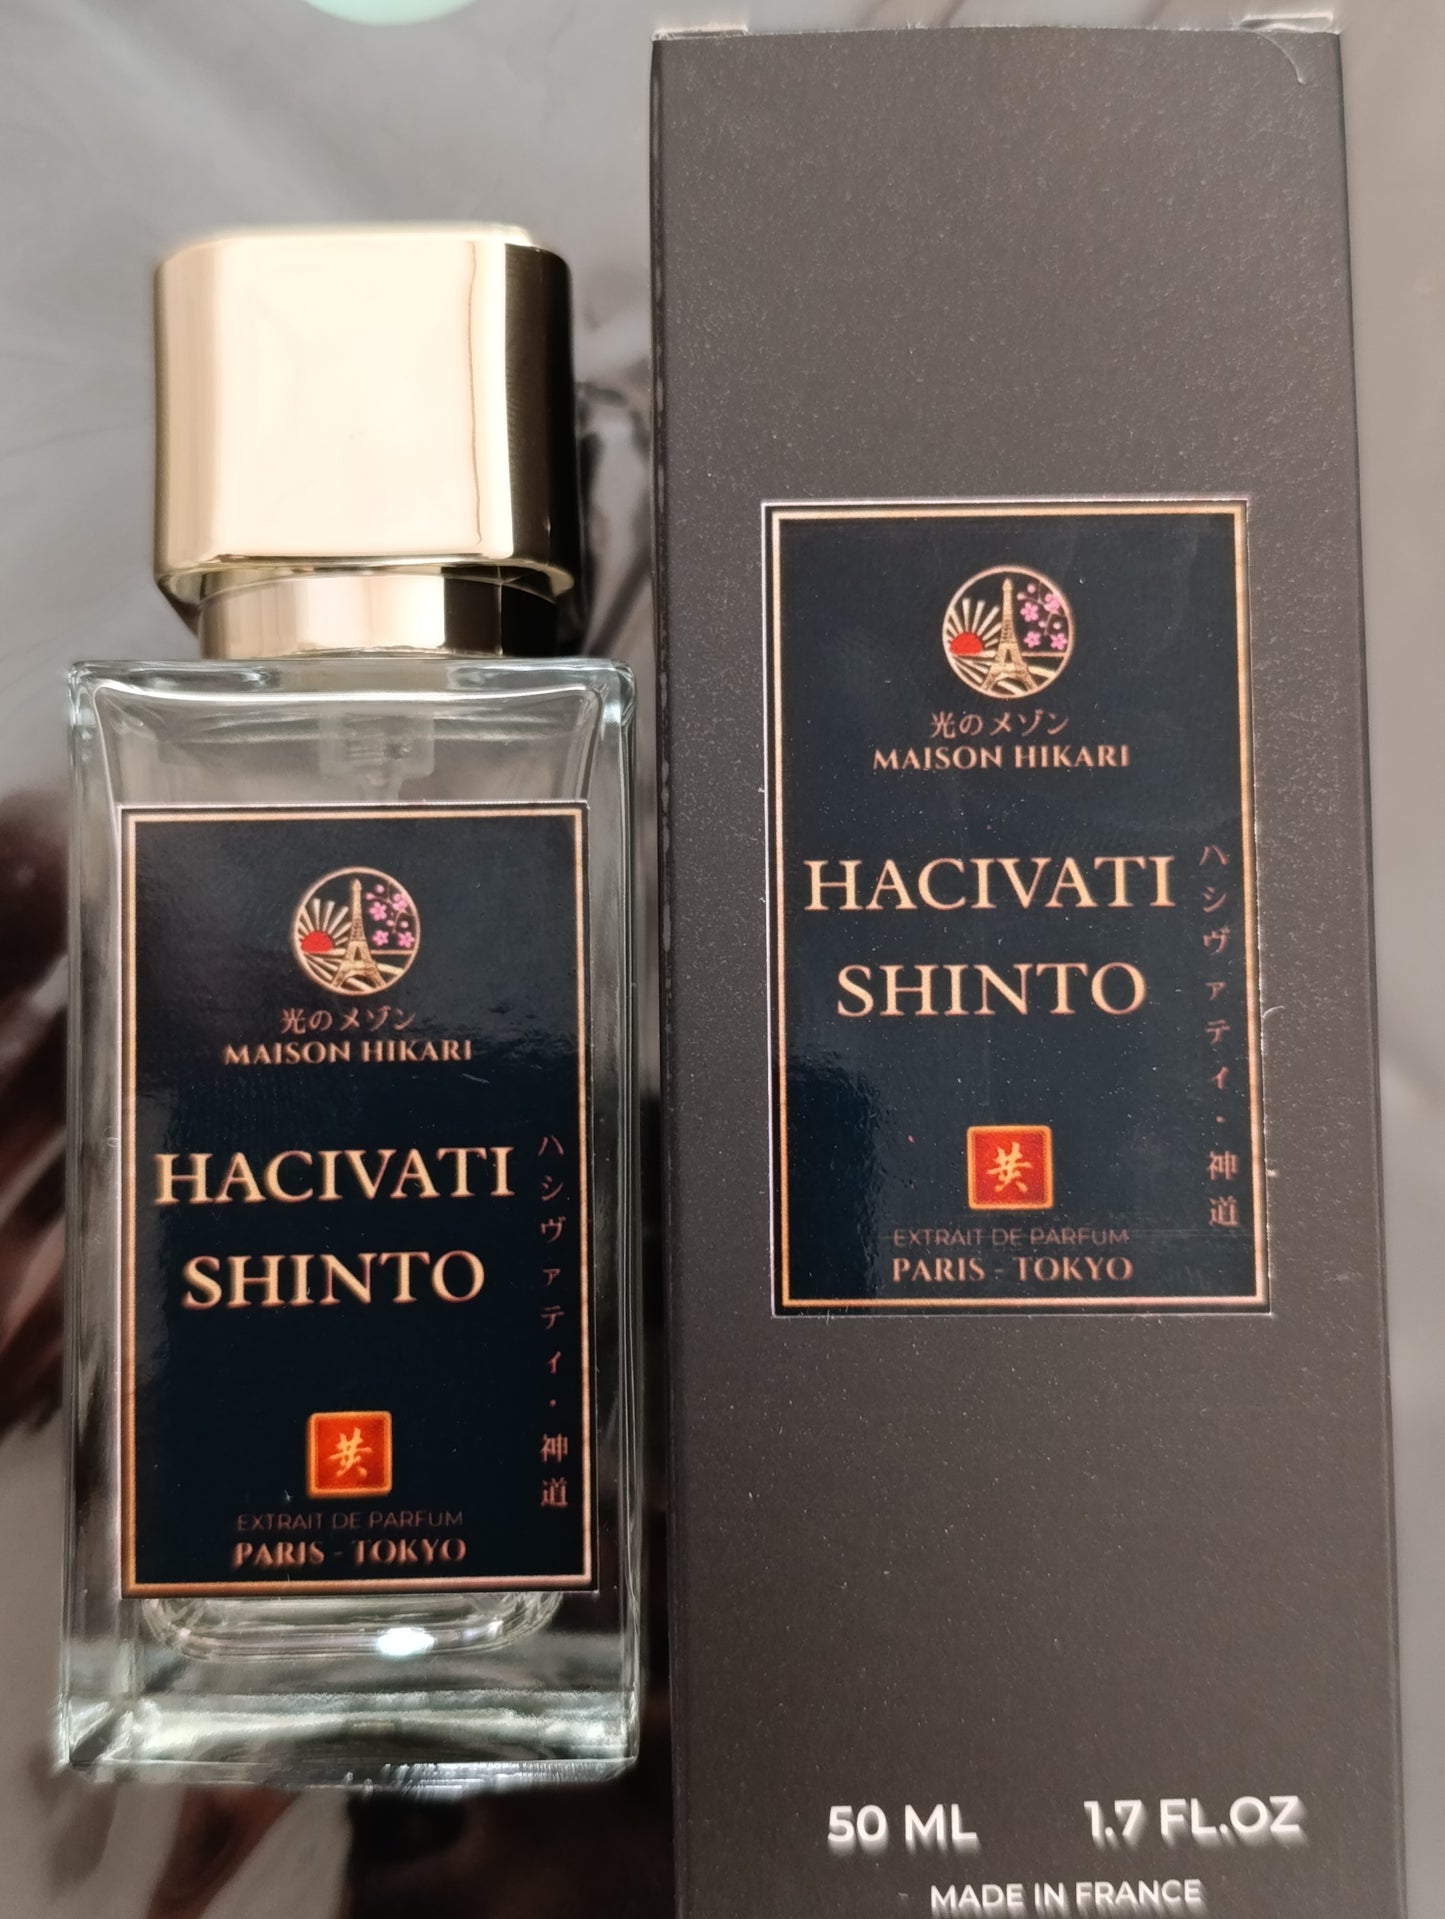 光のメゾン
MAISON HIKARI
HACIVATI
SHINTO
ハシヴァティ・神道
EXTRAIT DE PARFUM
PARIS - TOKYO
光のメゾン
MAISON HIKARI
HACIVATI
SHINTO
ハシヴァティ・神道
EXTRAIT DE PARFUM
PARIS - TOKYO
50 ML 1.7 FL.OZ
MADE IN FRANCE